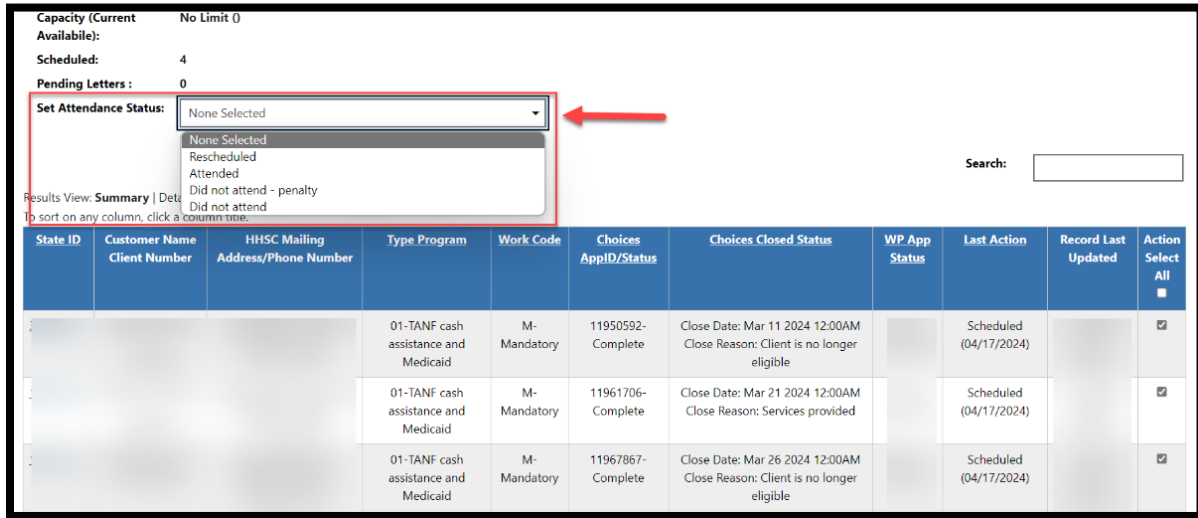 Capacity (Current Availabile): No Limit ()
Scheduled: 4
Pending Letters : 0
Set Attendance Status: None Selected
None Selected
Rescheduled
Attended
Did not attend - penalty
Did not attend
Search:
Results View: Summary |
To sort on any column, click a column title.
State ID
Customer Name Client Number
HHSC Mailing Address/Phone Number
Type Program
Work Code
Choices AppID/Status
Choices Closed Status
WP App Status
Last Action
Record Last Updated
Action Select All
01-TANF cash assistance and Medicaid
M-Mandatory
11950592-Complete
Close Date: Mar 11 2024 12:00AM
Close Reason: Client is no longer eligible
Scheduled (04/17/2024)
01-TANF cash assistance and Medicaid
M-Mandatory
11961706-Complete
Close Date: Mar 21 2024 12:00AM
Close Reason: Services provided
Scheduled (04/17/2024)
01-TANF cash assistance and Medicaid
M-Mandatory
11967867-Complete
Close Date: Mar 26 2024 12:00AM
Close Reason: Client is no longer eligible
Scheduled (04/17/2024)